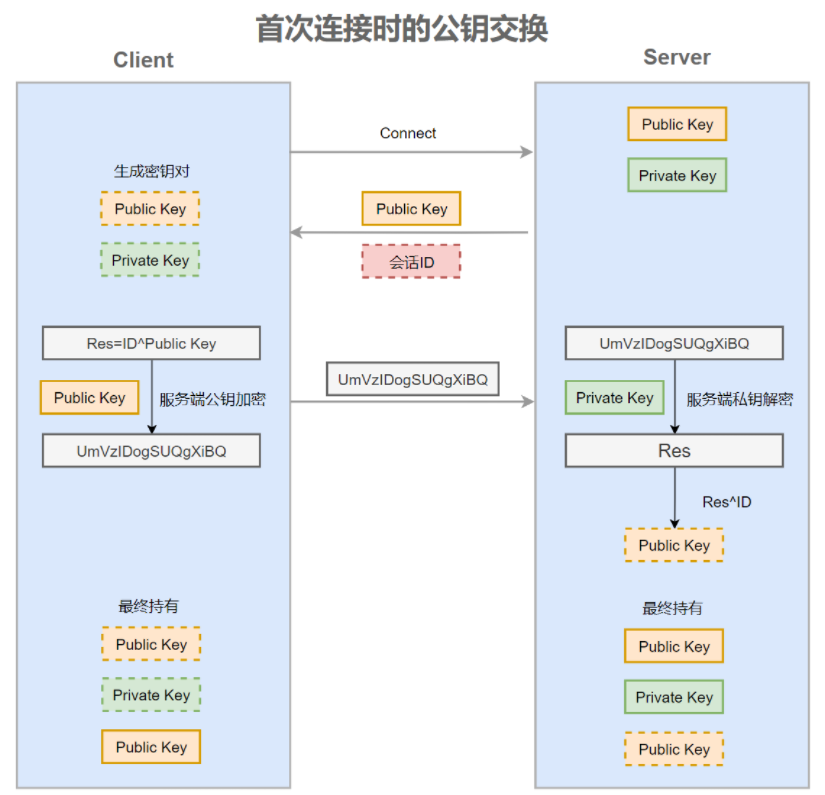 首次连接时的公钥交换
Client
Server
Connect
Public Key
Private Key
生成密钥对
Public Key
Private Key
Public Key
会话ID
Res=ID^Public Key
Public Key
服务端公钥加密
UmVzIDogSUQgXiBQ
UmVzIDogSUQgXiBQ
UmVzIDogSUQgXiBQ
Private Key
服务端私钥解密
Res
Res^ID
Public Key
最终持有
Public Key
Private Key
Public Key
最终持有
Public Key
Private Key
Public Key